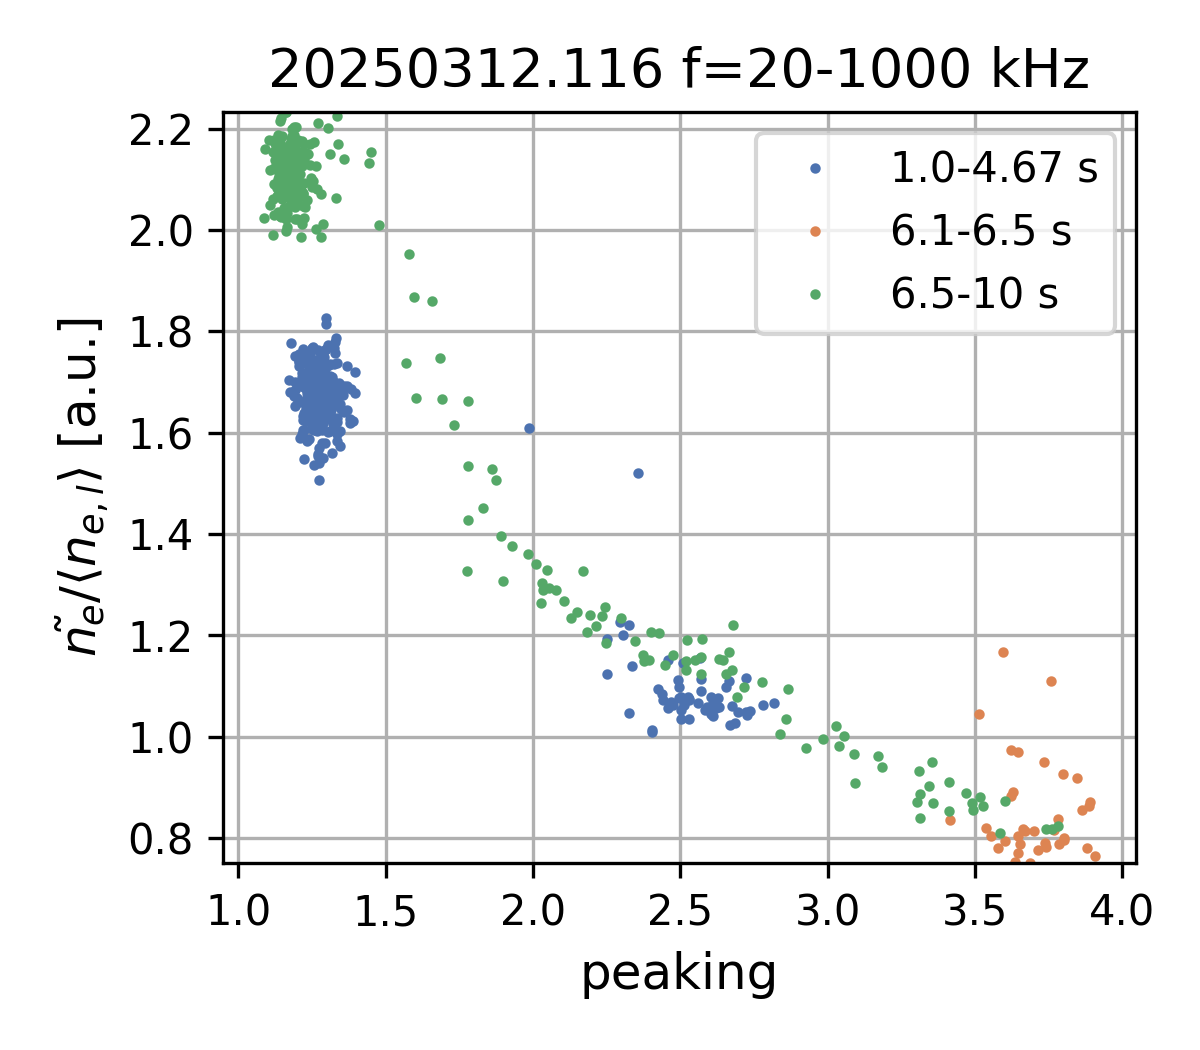 20250312.116 f=20-1000 kHz
ñₑ/⟨nₑ,ₗ⟩ [a.u.]
2.2
2.0
1.8
1.6
1.4
1.2
1.0
0.8
1.0-4.67 s
6.1-6.5 s
6.5-10 s
1.0 1.5 2.0 2.5 3.0 3.5 4.0
peaking